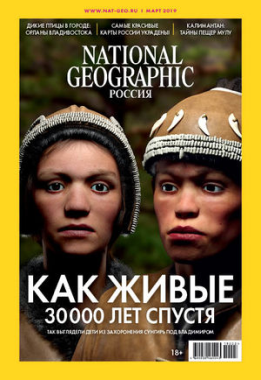 WWW.NAT-GEO.RU | МАРТ 2019
ДИКИЕ ПТИЦЫ В ГОРОДЕ:
ОРЛАНЫ ВЛАДИВОСТОКА
САМЫЕ КРАСИВЫЕ
КАРТЫ РОССИИ УКРАДЕНЫ!
КАЛИМАНТАН:
ТАЙНЫ ПЕЩЕР МУЛУ
NATIONAL
GEOGRAPHIC
РОССИЯ
КАК ЖИВЫЕ
30 000 ЛЕТ СПУСТЯ
ТАК ВЫГЛЯДЕЛИ ДЕТИ ИЗ ЗАХОРОНЕНИЯ СУНГИРЬ ПОД ВЛАДИМИРОМ
18+